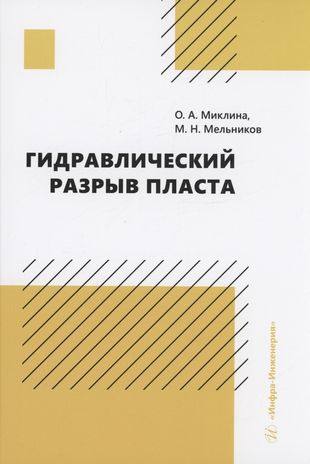 О. А. Миклина,
М. Н. Мельников
ГИДРАВЛИЧЕСКИЙ
РАЗРЫВ ПЛАСТА
«Инфра-Инженерия»